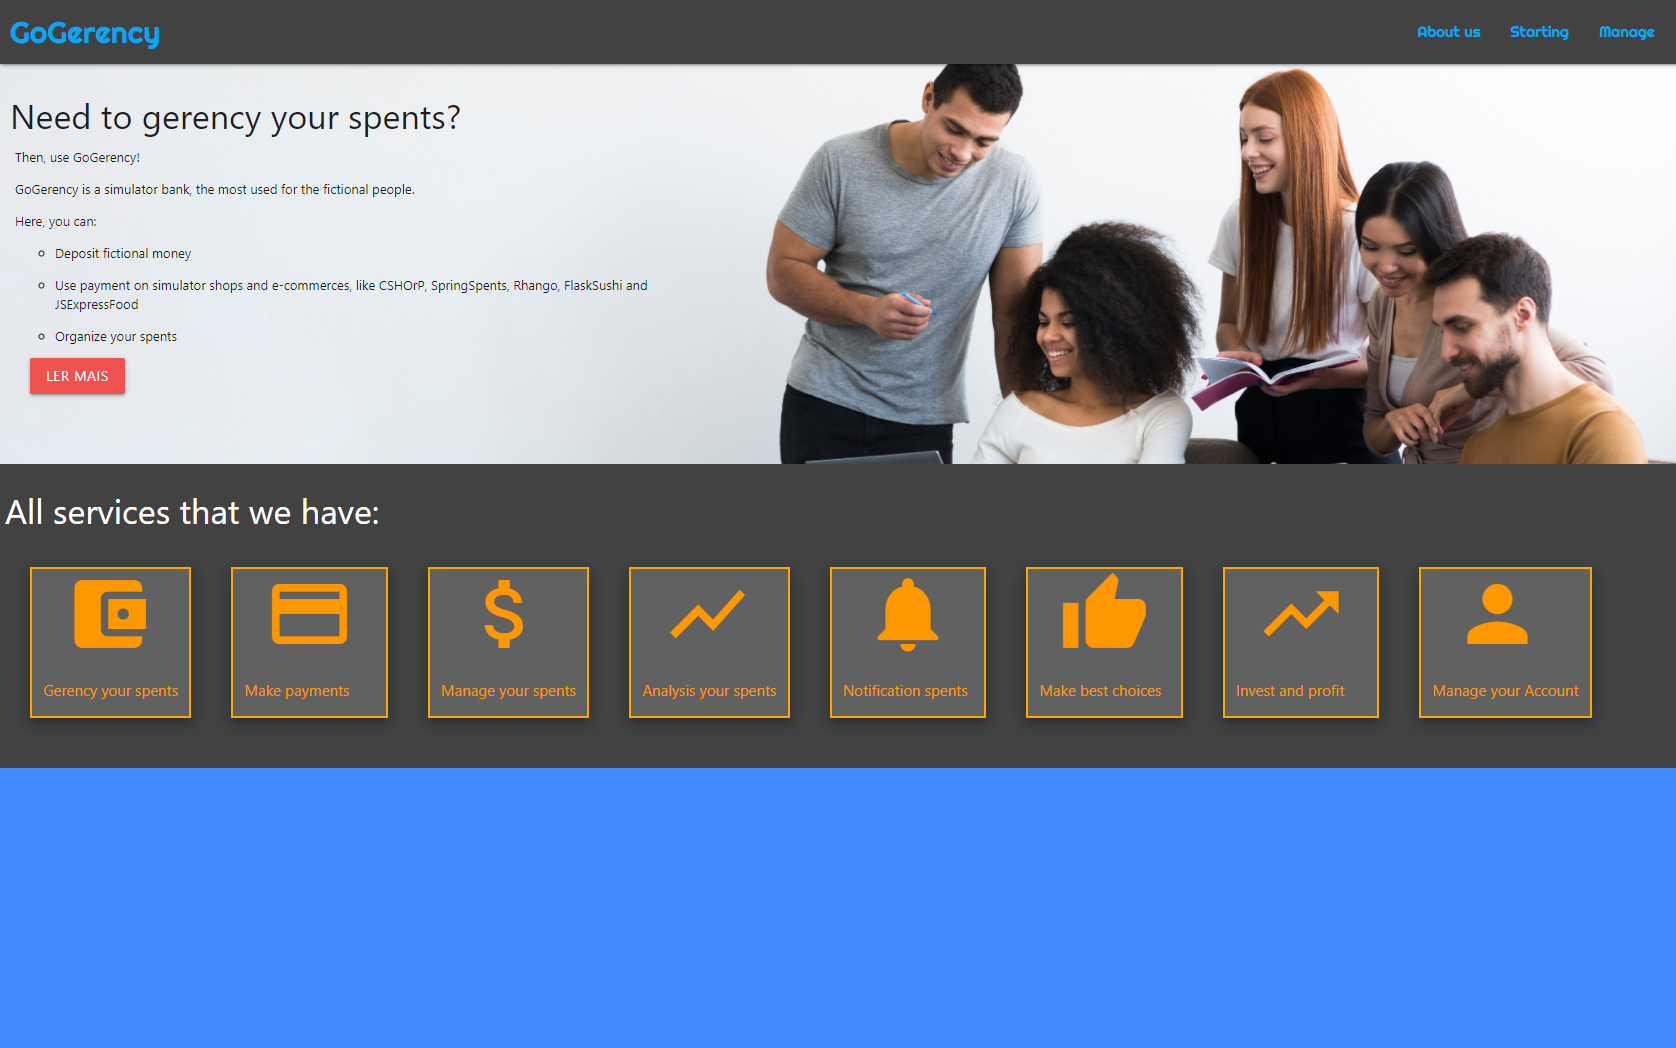 GoGerency
About us
Starting
Manage
Need to gerency your spents?
Then, use GoGerency!
GoGerency is a simulator bank, the most used for the fictional people.
Here, you can:
Deposit fictional money
Use payment on simulator shops and e-commerces, like CSHOrP, SpringSpents, Rhango, FlaskSushi and
JSExpressFood
Organize your spents
LER MAIS
All services that we have:
Gerency your spents
Make payments
Manage your spents
Analysis your spents
Notification spents
Make best choices
Invest and profit
Manage your Account